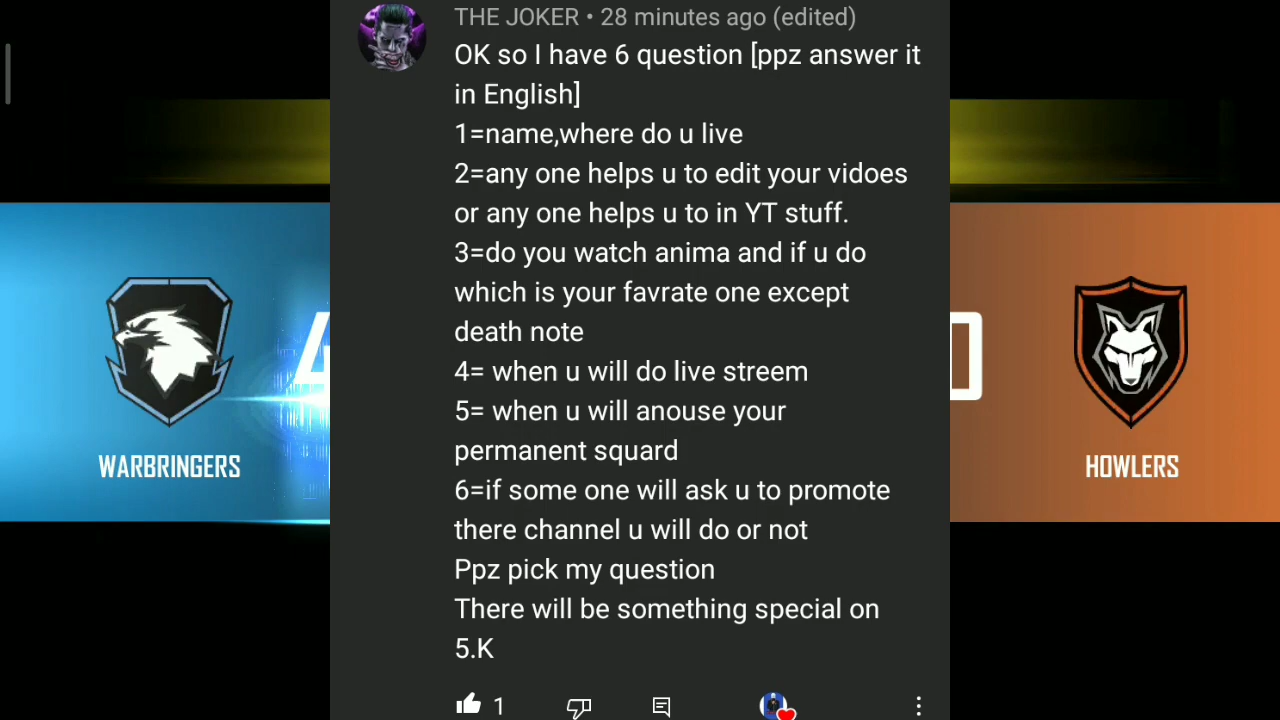 THE JOKER • 28 minutes ago (edited)
OK so I have 6 question [ppz answer it
in English]
1=name,where do u live
2=any one helps u to edit your vidoes
or any one helps u to in YT stuff.
3=do you watch anima and if u do
which is your favrate one except
death note
4= when u will do live streem
5= when u will anouse your
permanent squard
6=if some one will ask u to promote
there channel u will do or not
Ppz pick my question
There will be something special on
5.K
1
WARBRINGERS
HOWLERS